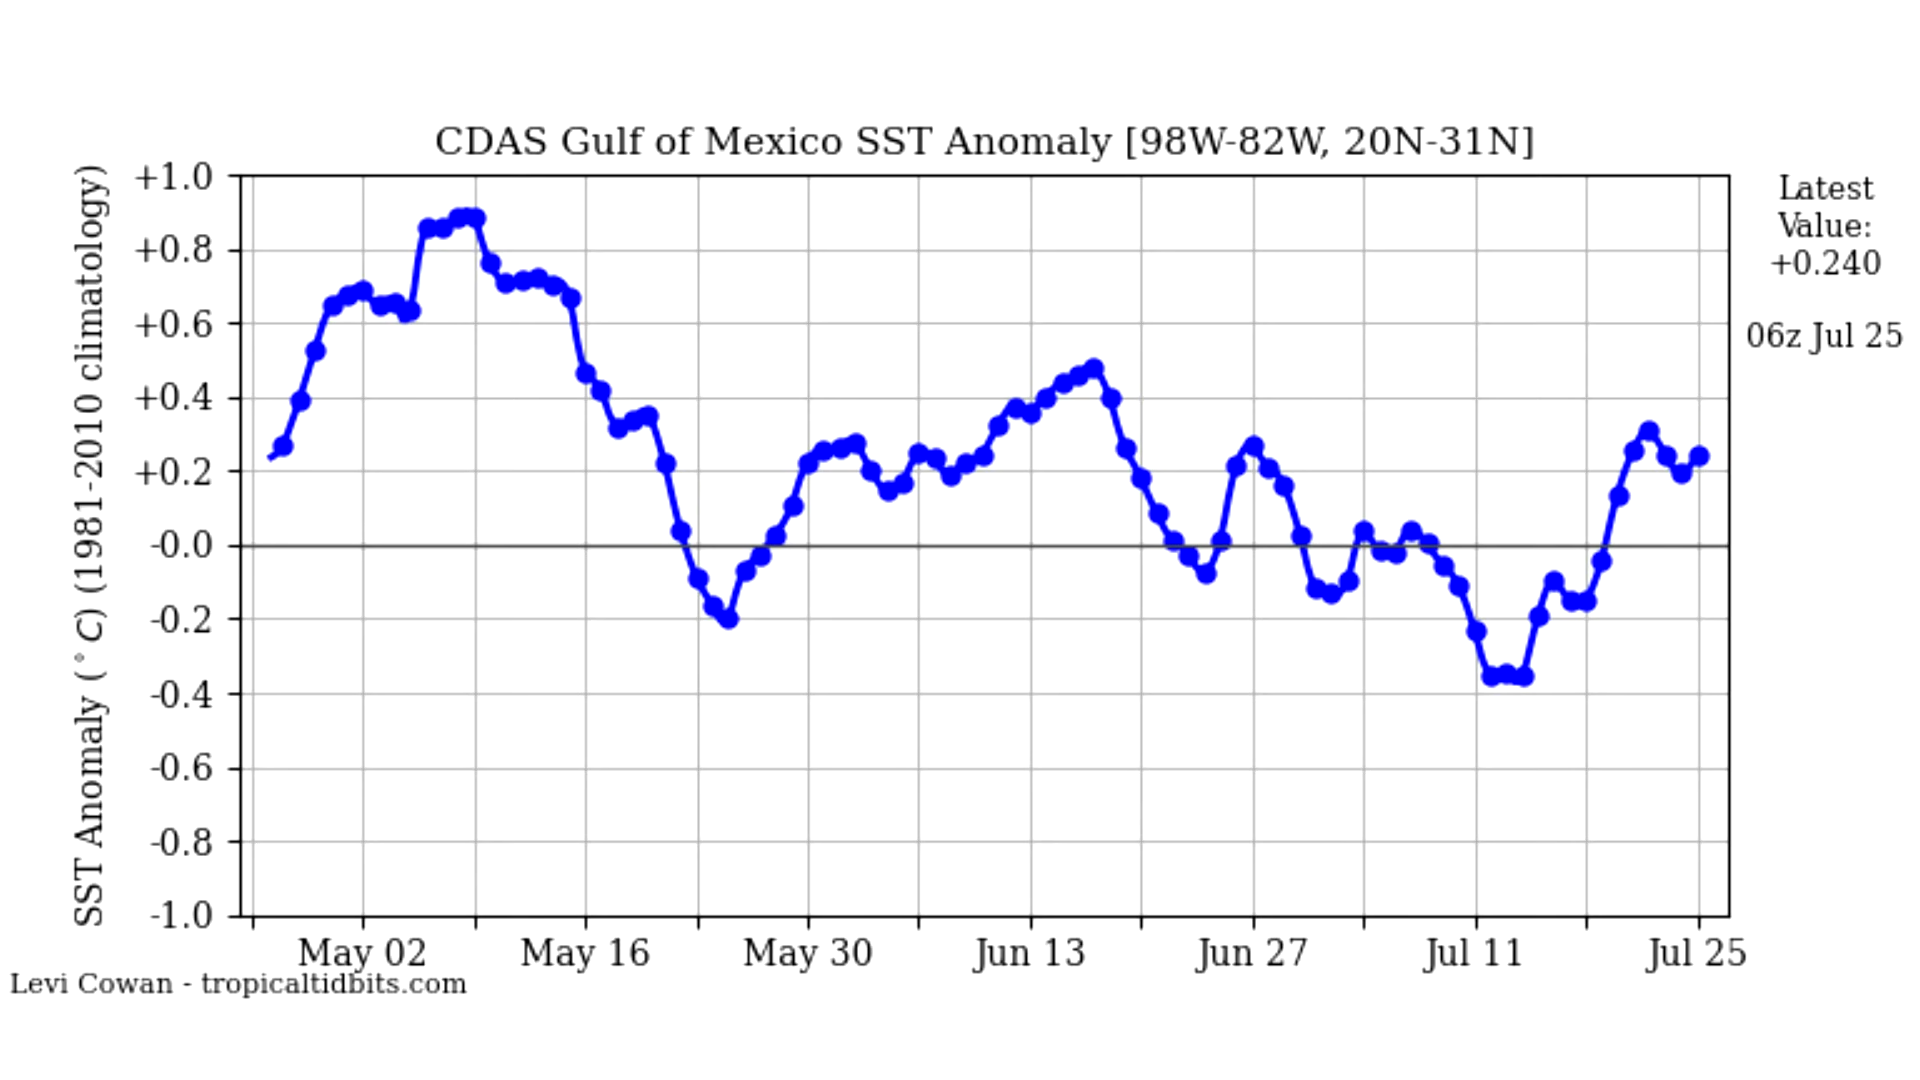 CDAS Gulf of Mexico SST Anomaly [98W-82W, 20N-31N]
SST Anomaly (°C) (1981-2010 climatology)
+1.0
+0.8
+0.6
+0.4
+0.2
-0.0
-0.2
-0.4
-0.6
-0.8
-1.0
May 02
May 16
May 30
Jun 13
Jun 27
Jul 11
Jul 25
Latest
Value:
+0.240
06z Jul 25
Levi Cowan - tropicaltidbits.com